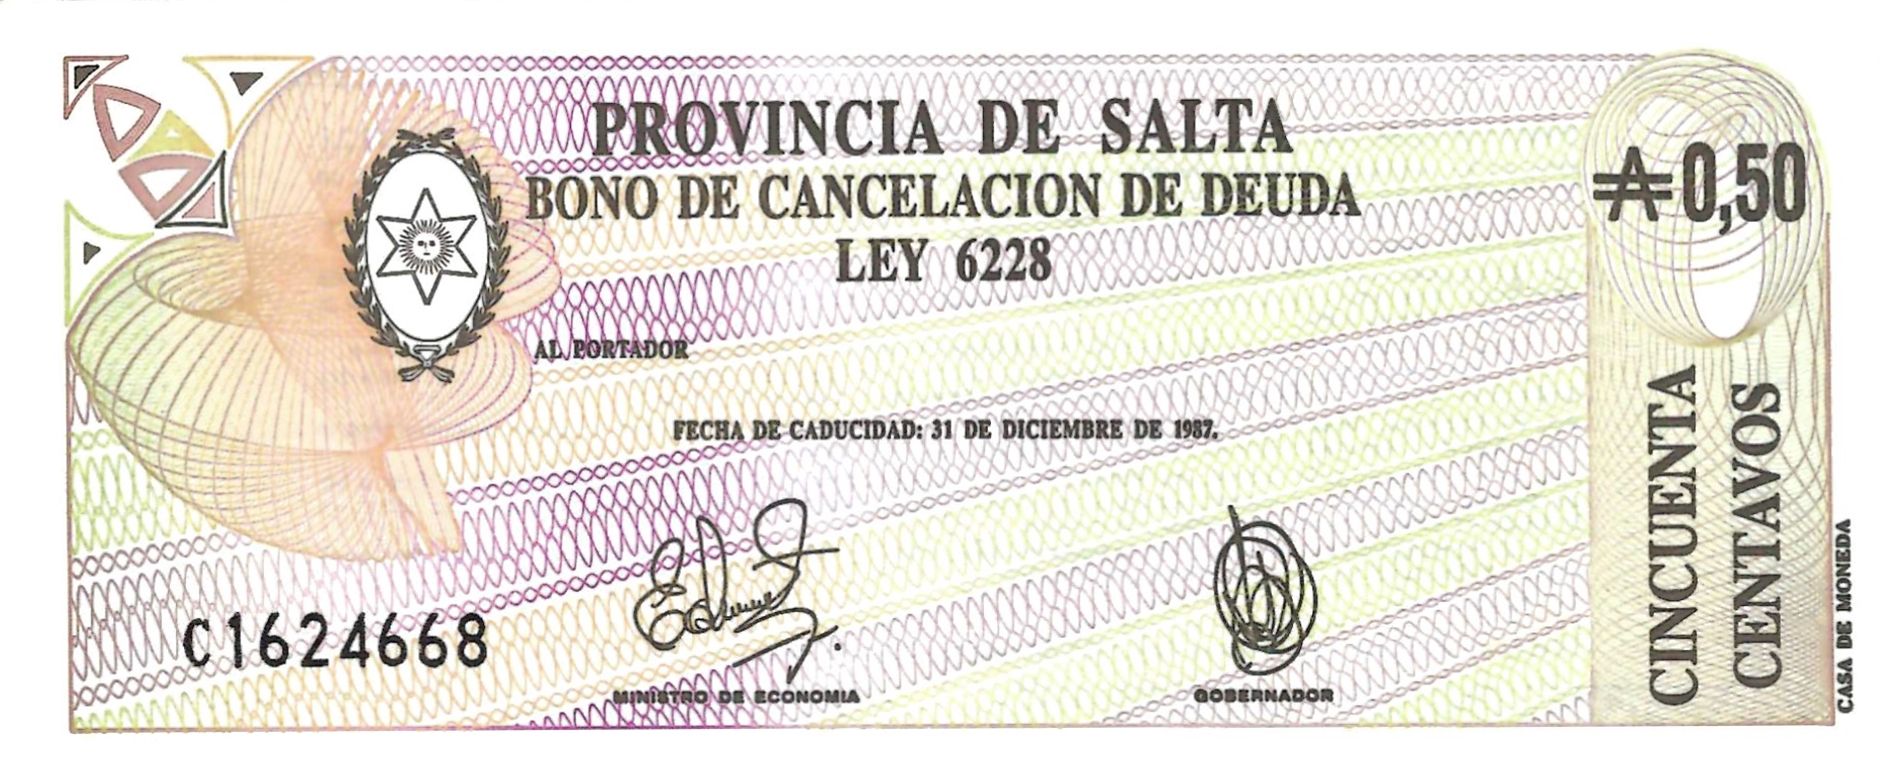 PROVINCIA DE SALTA
BONO DE CANCELACION DE DEUDA
LEY 6228
₳0,50
AL PORTADOR
FECHA DE CADUCIDAD: 31 DE DICIEMBRE DE 1987.
CINCUENTA
CENTAVOS
C1624668
MINISTRO DE ECONOMIA
GOBERNADOR
CASA DE MONEDA